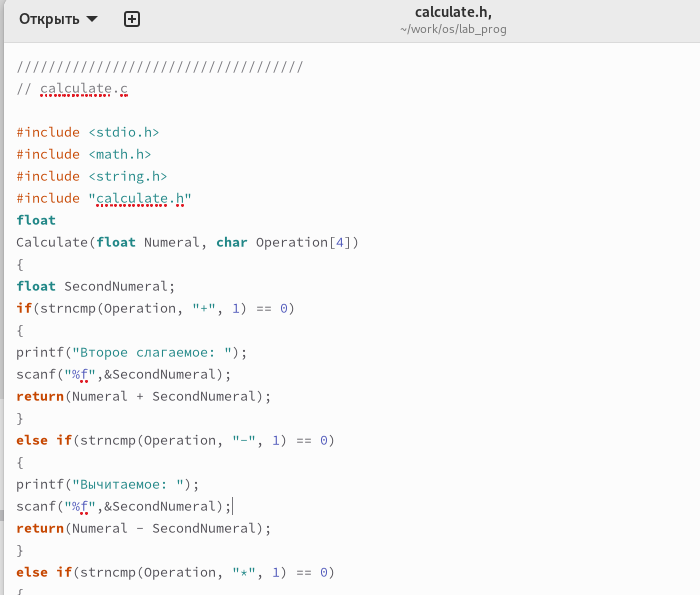 Открыть
calculate.h,
~/work/os/lab_prog
////////////////////////////////////
// calculate.c
#include <stdio.h>
#include <math.h>
#include <string.h>
#include "calculate.h"
float
Calculate(float Numeral, char Operation[4])
{
float SecondNumeral;
if(strncmp(Operation, "+", 1) == 0)
{
printf("Второе слагаемое: ");
scanf("%f",&SecondNumeral);
return(Numeral + SecondNumeral);
}
else if(strncmp(Operation, "-", 1) == 0)
{
printf("Вычитаемое: ");
scanf("%f",&SecondNumeral);
return(Numeral - SecondNumeral);
}
else if(strncmp(Operation, "*", 1) == 0)
{